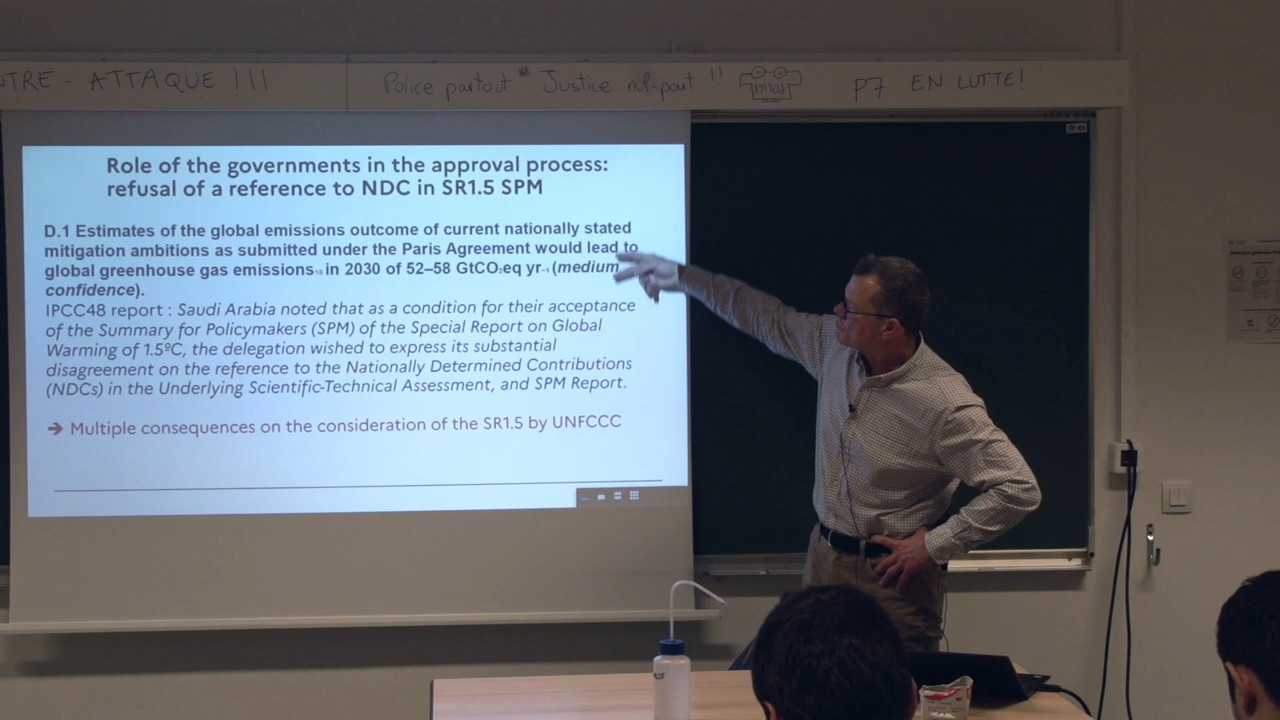 NTRE - ATTAQUE !!!
Police partout Justice nul-part !!
P7 EN LUTTE!
Role of the governments in the approval process:
refusal of a reference to NDC in SR1.5 SPM
D.1 Estimates of the global emissions outcome of current nationally stated
mitigation ambitions as submitted under the Paris Agreement would lead to
global greenhouse gas emissions₁₈ in 2030 of 52–58 GtCO₂eq yr₋₁ (medium
confidence).
IPCC48 report : Saudi Arabia noted that as a condition for their acceptance
of the Summary for Policymakers (SPM) of the Special Report on Global
Warming of 1.5ºC, the delegation wished to express its substantial
disagreement on the reference to the Nationally Determined Contributions
(NDCs) in the Underlying Scientific-Technical Assessment, and SPM Report.
➔ Multiple consequences on the consideration of the SR1.5 by UNFCCC